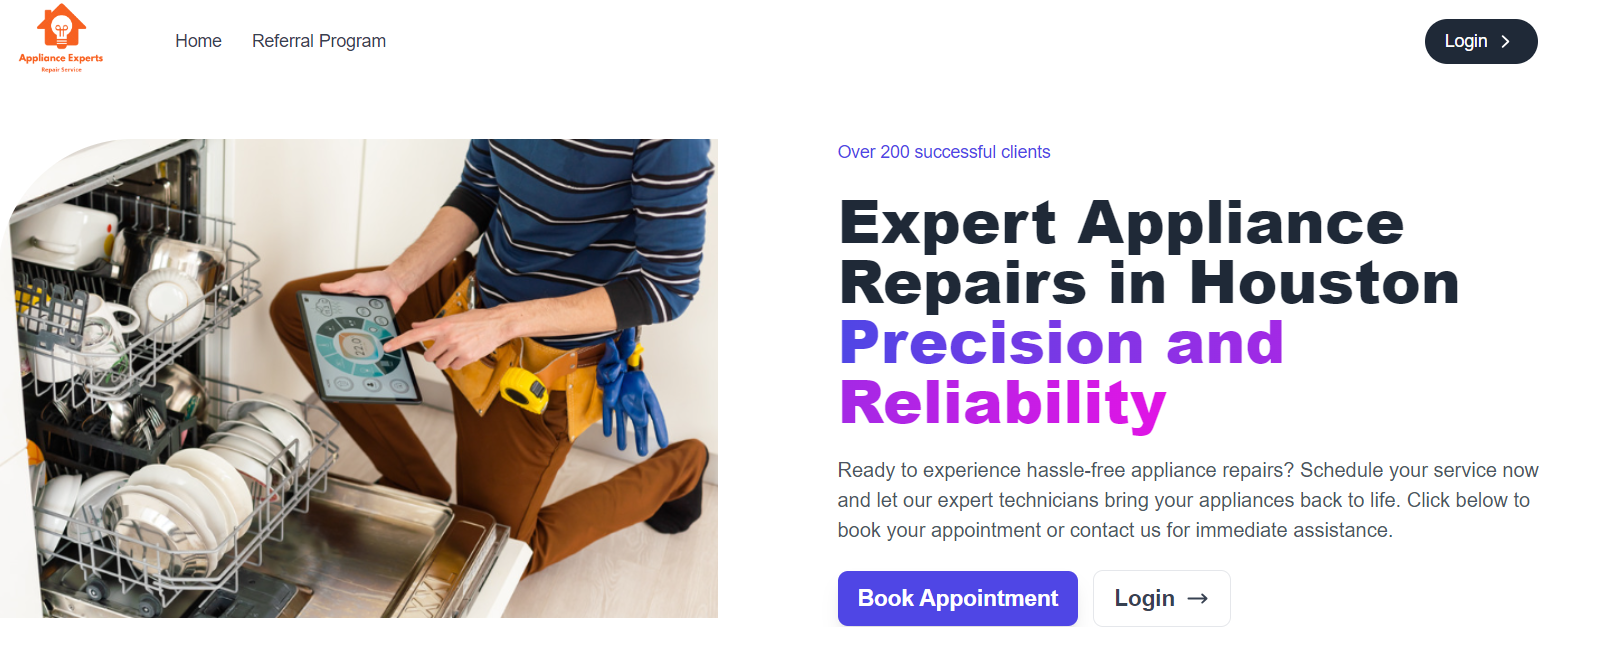 Appliance Experts
Repair Service
Home
Referral Program
Login
Over 200 successful clients
Expert Appliance
Repairs in Houston
Precision and
Reliability
Ready to experience hassle-free appliance repairs? Schedule your service now
and let our expert technicians bring your appliances back to life. Click below to
book your appointment or contact us for immediate assistance.
Book Appointment
Login
22.0